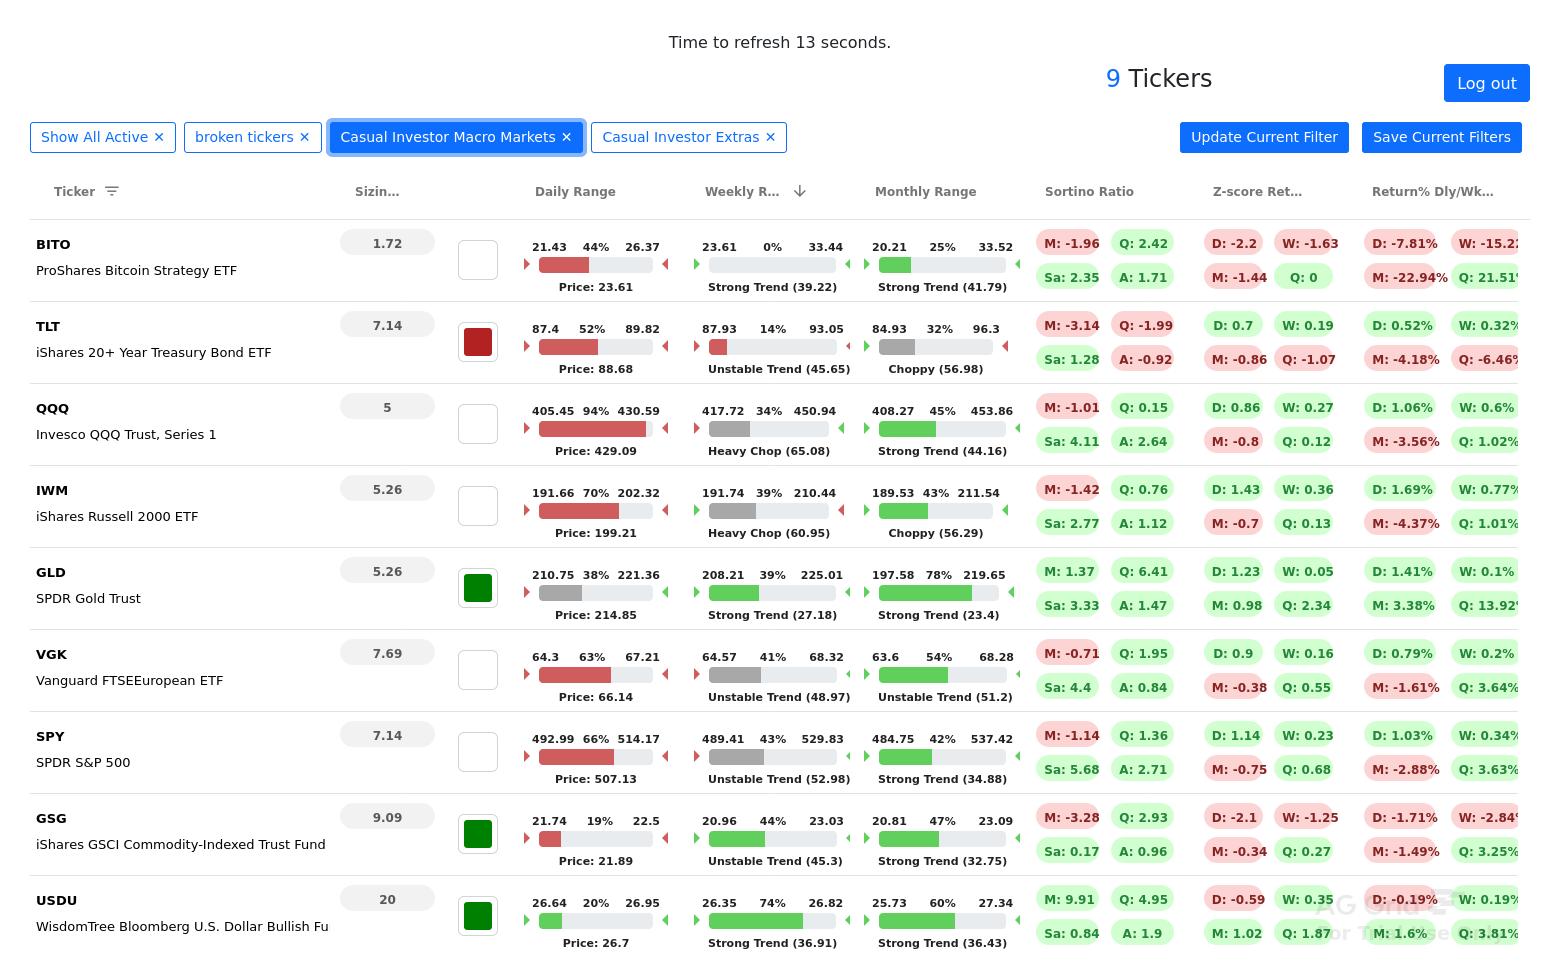 Time to refresh 13 seconds.
9 Tickers
Log out
Show All Active ✕ broken tickers ✕ Casual Investor Macro Markets ✕ Casual Investor Extras ✕ Update Current Filter Save Current Filters
Ticker Sizin... Daily Range Weekly R... Monthly Range Sortino Ratio Z-score Ret... Return% Dly/Wk...
BITO 1.72 21.43 44% 26.37 23.61 0% 33.44 20.21 25% 33.52 M: -1.96 Q: 2.42 D: -2.2 W: -1.63 D: -7.81% W: -15.22
ProShares Bitcoin Strategy ETF Price: 23.61 Strong Trend (39.22) Strong Trend (41.79) Sa: 2.35 A: 1.71 M: -1.44 Q: 0 M: -22.94% Q: 21.51%
TLT 7.14 87.4 52% 89.82 87.93 14% 93.05 84.93 32% 96.3 M: -3.14 Q: -1.99 D: 0.7 W: 0.19 D: 0.52% W: 0.32%
iShares 20+ Year Treasury Bond ETF Price: 88.68 Unstable Trend (45.65) Choppy (56.98) Sa: 1.28 A: -0.92 M: -0.86 Q: -1.07 M: -4.18% Q: -6.46%
QQQ 5 405.45 94% 430.59 417.72 34% 450.94 408.27 45% 453.86 M: -1.01 Q: 0.15 D: 0.86 W: 0.27 D: 1.06% W: 0.6%
Invesco QQQ Trust, Series 1 Price: 429.09 Heavy Chop (65.08) Strong Trend (44.16) Sa: 4.11 A: 2.64 M: -0.8 Q: 0.12 M: -3.56% Q: 1.02%
IWM 5.26 191.66 70% 202.32 191.74 39% 210.44 189.53 43% 211.54 M: -1.42 Q: 0.76 D: 1.43 W: 0.36 D: 1.69% W: 0.77%
iShares Russell 2000 ETF Price: 199.21 Heavy Chop (60.95) Choppy (56.29) Sa: 2.77 A: 1.12 M: -0.7 Q: 0.13 M: -4.37% Q: 1.01%
GLD 5.26 210.75 38% 221.36 208.21 39% 225.01 197.58 78% 219.65 M: 1.37 Q: 6.41 D: 1.23 W: 0.05 D: 1.41% W: 0.1%
SPDR Gold Trust Price: 214.85 Strong Trend (27.18) Strong Trend (23.4) Sa: 3.33 A: 1.47 M: 0.98 Q: 2.34 M: 3.38% Q: 13.92%
VGK 7.69 64.3 63% 67.21 64.57 41% 68.32 63.6 54% 68.28 M: -0.71 Q: 1.95 D: 0.9 W: 0.16 D: 0.79% W: 0.2%
Vanguard FTSEEuropean ETF Price: 66.14 Unstable Trend (48.97) Unstable Trend (51.2) Sa: 4.4 A: 0.84 M: -0.38 Q: 0.55 M: -1.61% Q: 3.64%
SPY 7.14 492.99 66% 514.17 489.41 43% 529.83 484.75 42% 537.42 M: -1.14 Q: 1.36 D: 1.14 W: 0.23 D: 1.03% W: 0.34%
SPDR S&P 500 Price: 507.13 Unstable Trend (52.98) Strong Trend (34.88) Sa: 5.68 A: 2.71 M: -0.75 Q: 0.68 M: -2.88% Q: 3.63%
GSG 9.09 21.74 19% 22.5 20.96 44% 23.03 20.81 47% 23.09 M: -3.28 Q: 2.93 D: -2.1 W: -1.25 D: -1.71% W: -2.84%
iShares GSCI Commodity-Indexed Trust Fund Price: 21.89 Unstable Trend (45.3) Strong Trend (32.75) Sa: 0.17 A: 0.96 M: -0.34 Q: 0.27 M: -1.49% Q: 3.25%
USDU 20 26.64 20% 26.95 26.35 74% 26.82 25.73 60% 27.34 M: 9.91 Q: 4.95 D: -0.59 W: 0.35 D: -0.19% W: 0.19%
AG Grid
WisdomTree Bloomberg U.S. Dollar Bullish Fu Price: 26.7 Strong Trend (36.91) Strong Trend (36.43) Sa: 0.84 A: 1.9 M: 1.02 Q: 1.87 M: 1.6% Q: 3.81%
For Trial Use Only